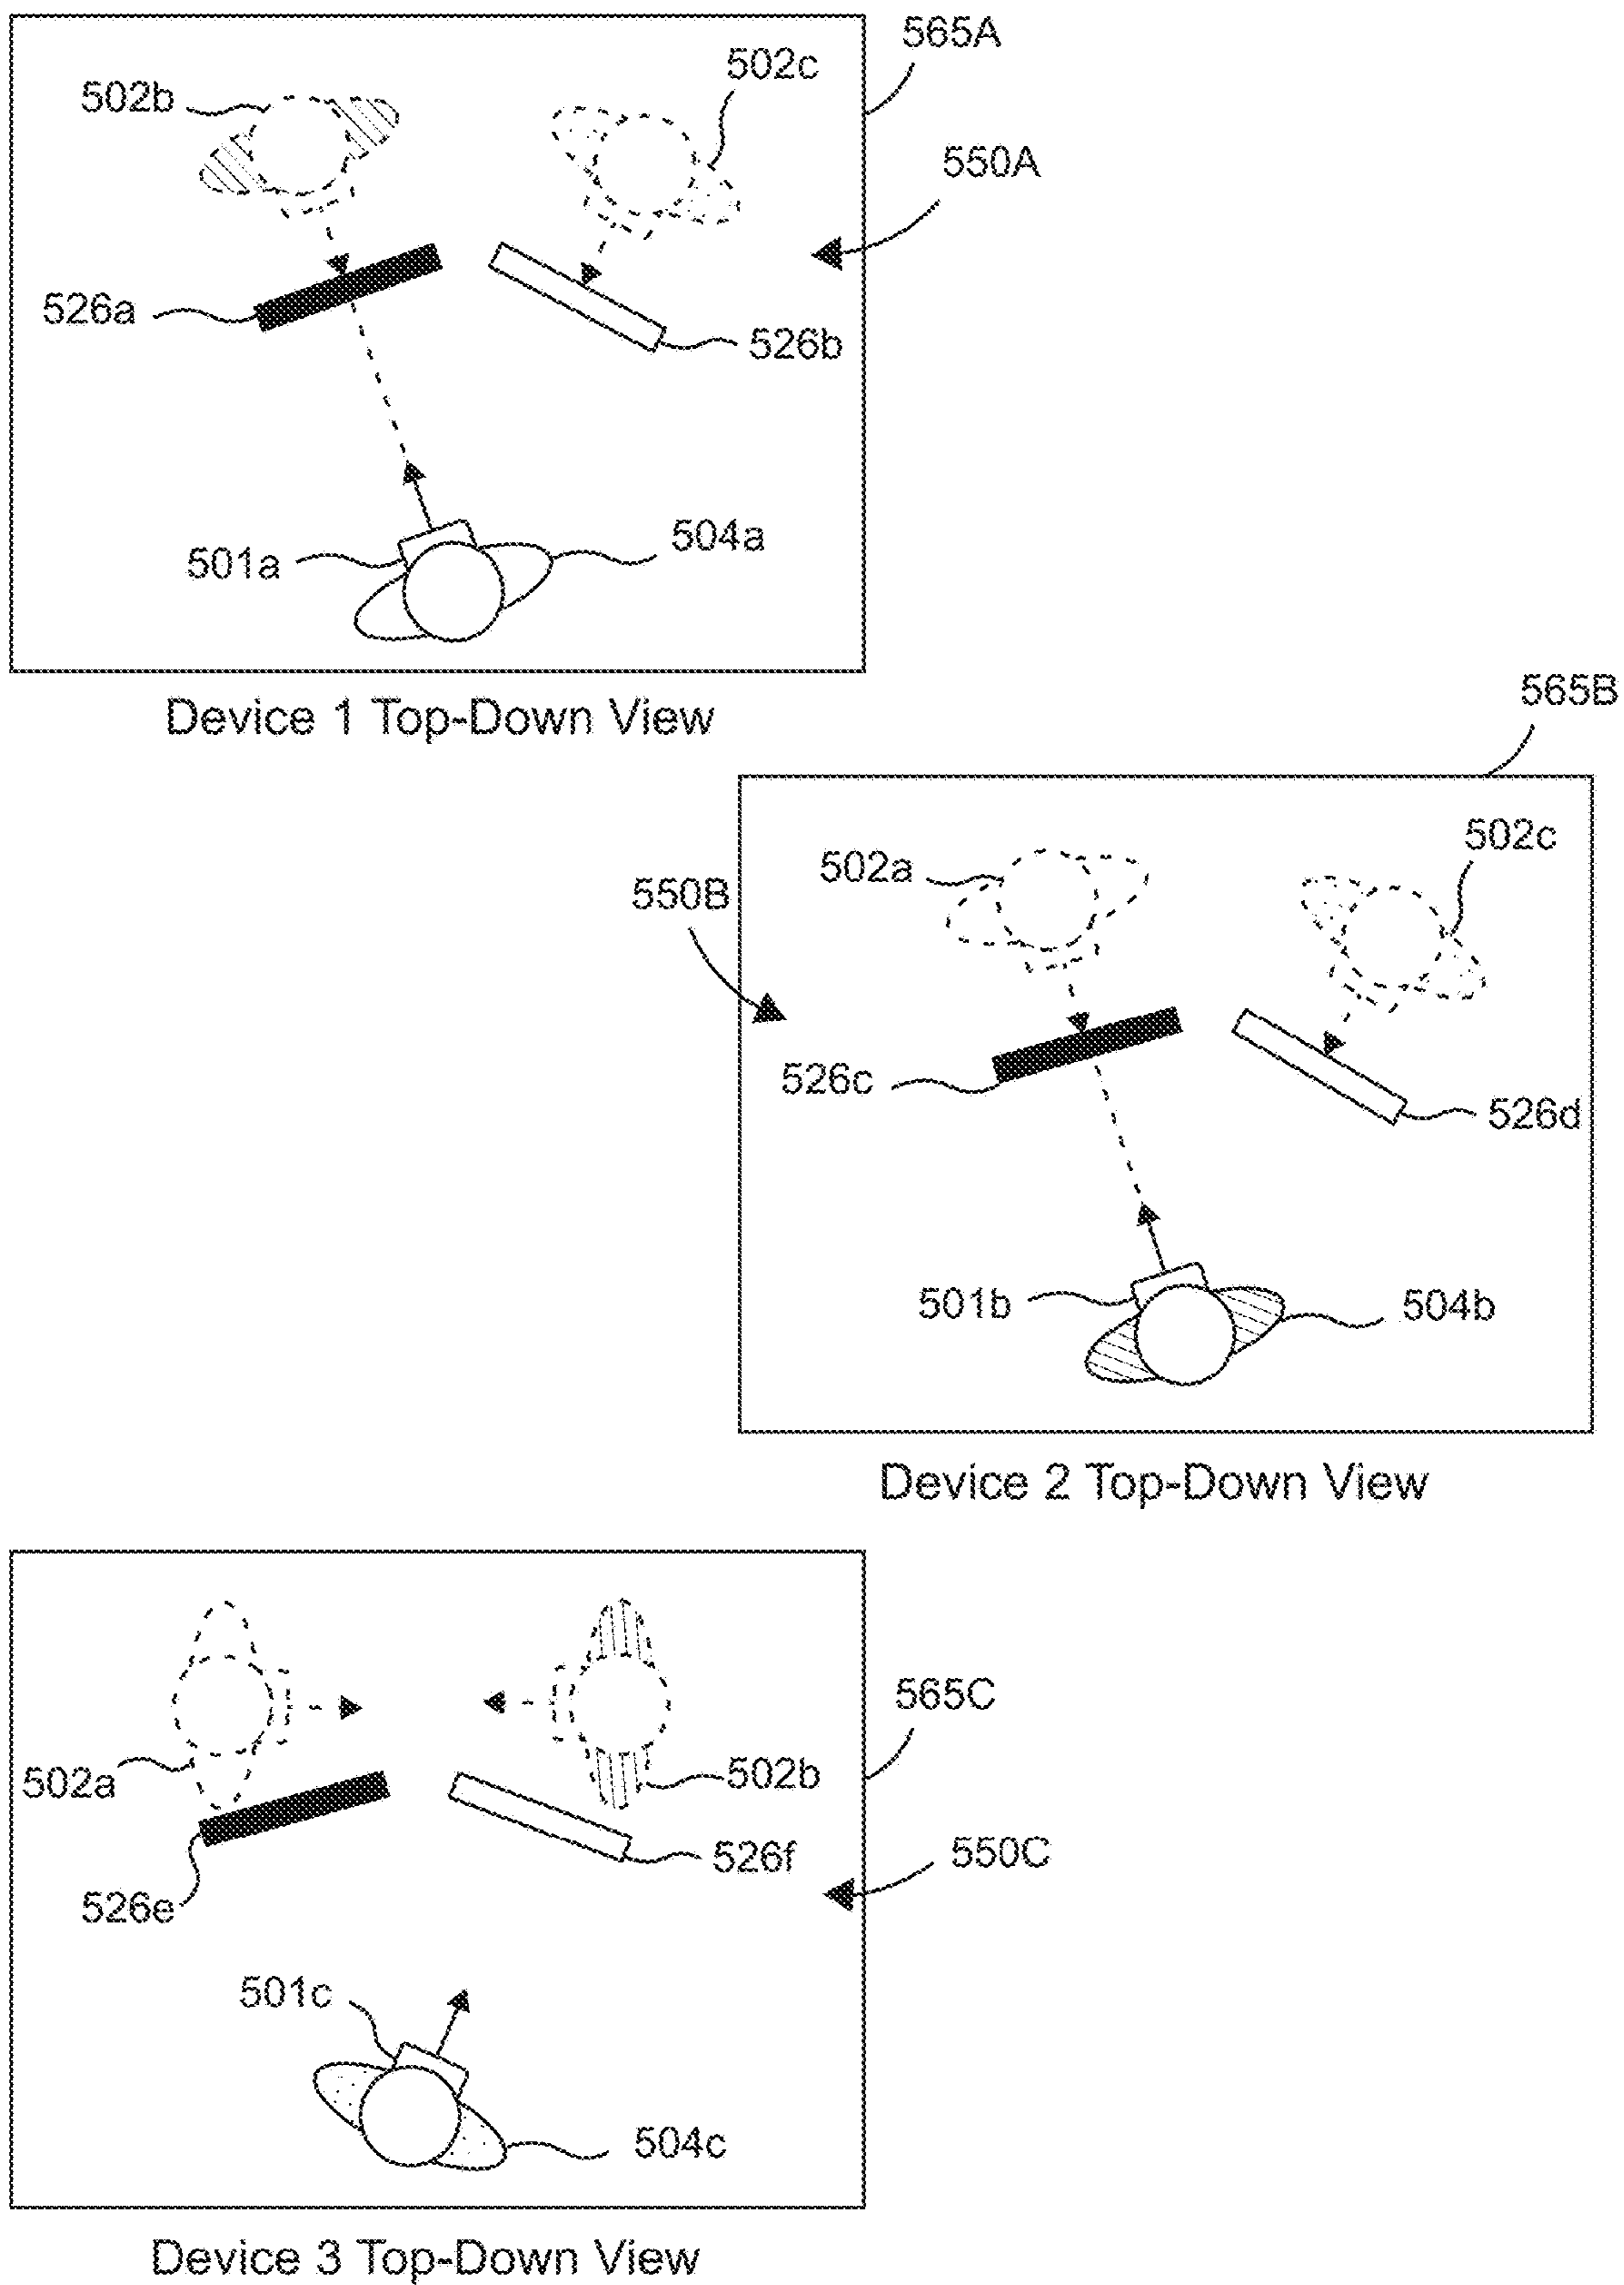 565A
502b
502c
550A
526a
526b
501a
504a
Device 1 Top-Down View
565B
502a
502c
550B
526c
526d
501b
504b
Device 2 Top-Down View
565C
502a
502b
526e
526f
550C
501c
504c
Device 3 Top-Down View